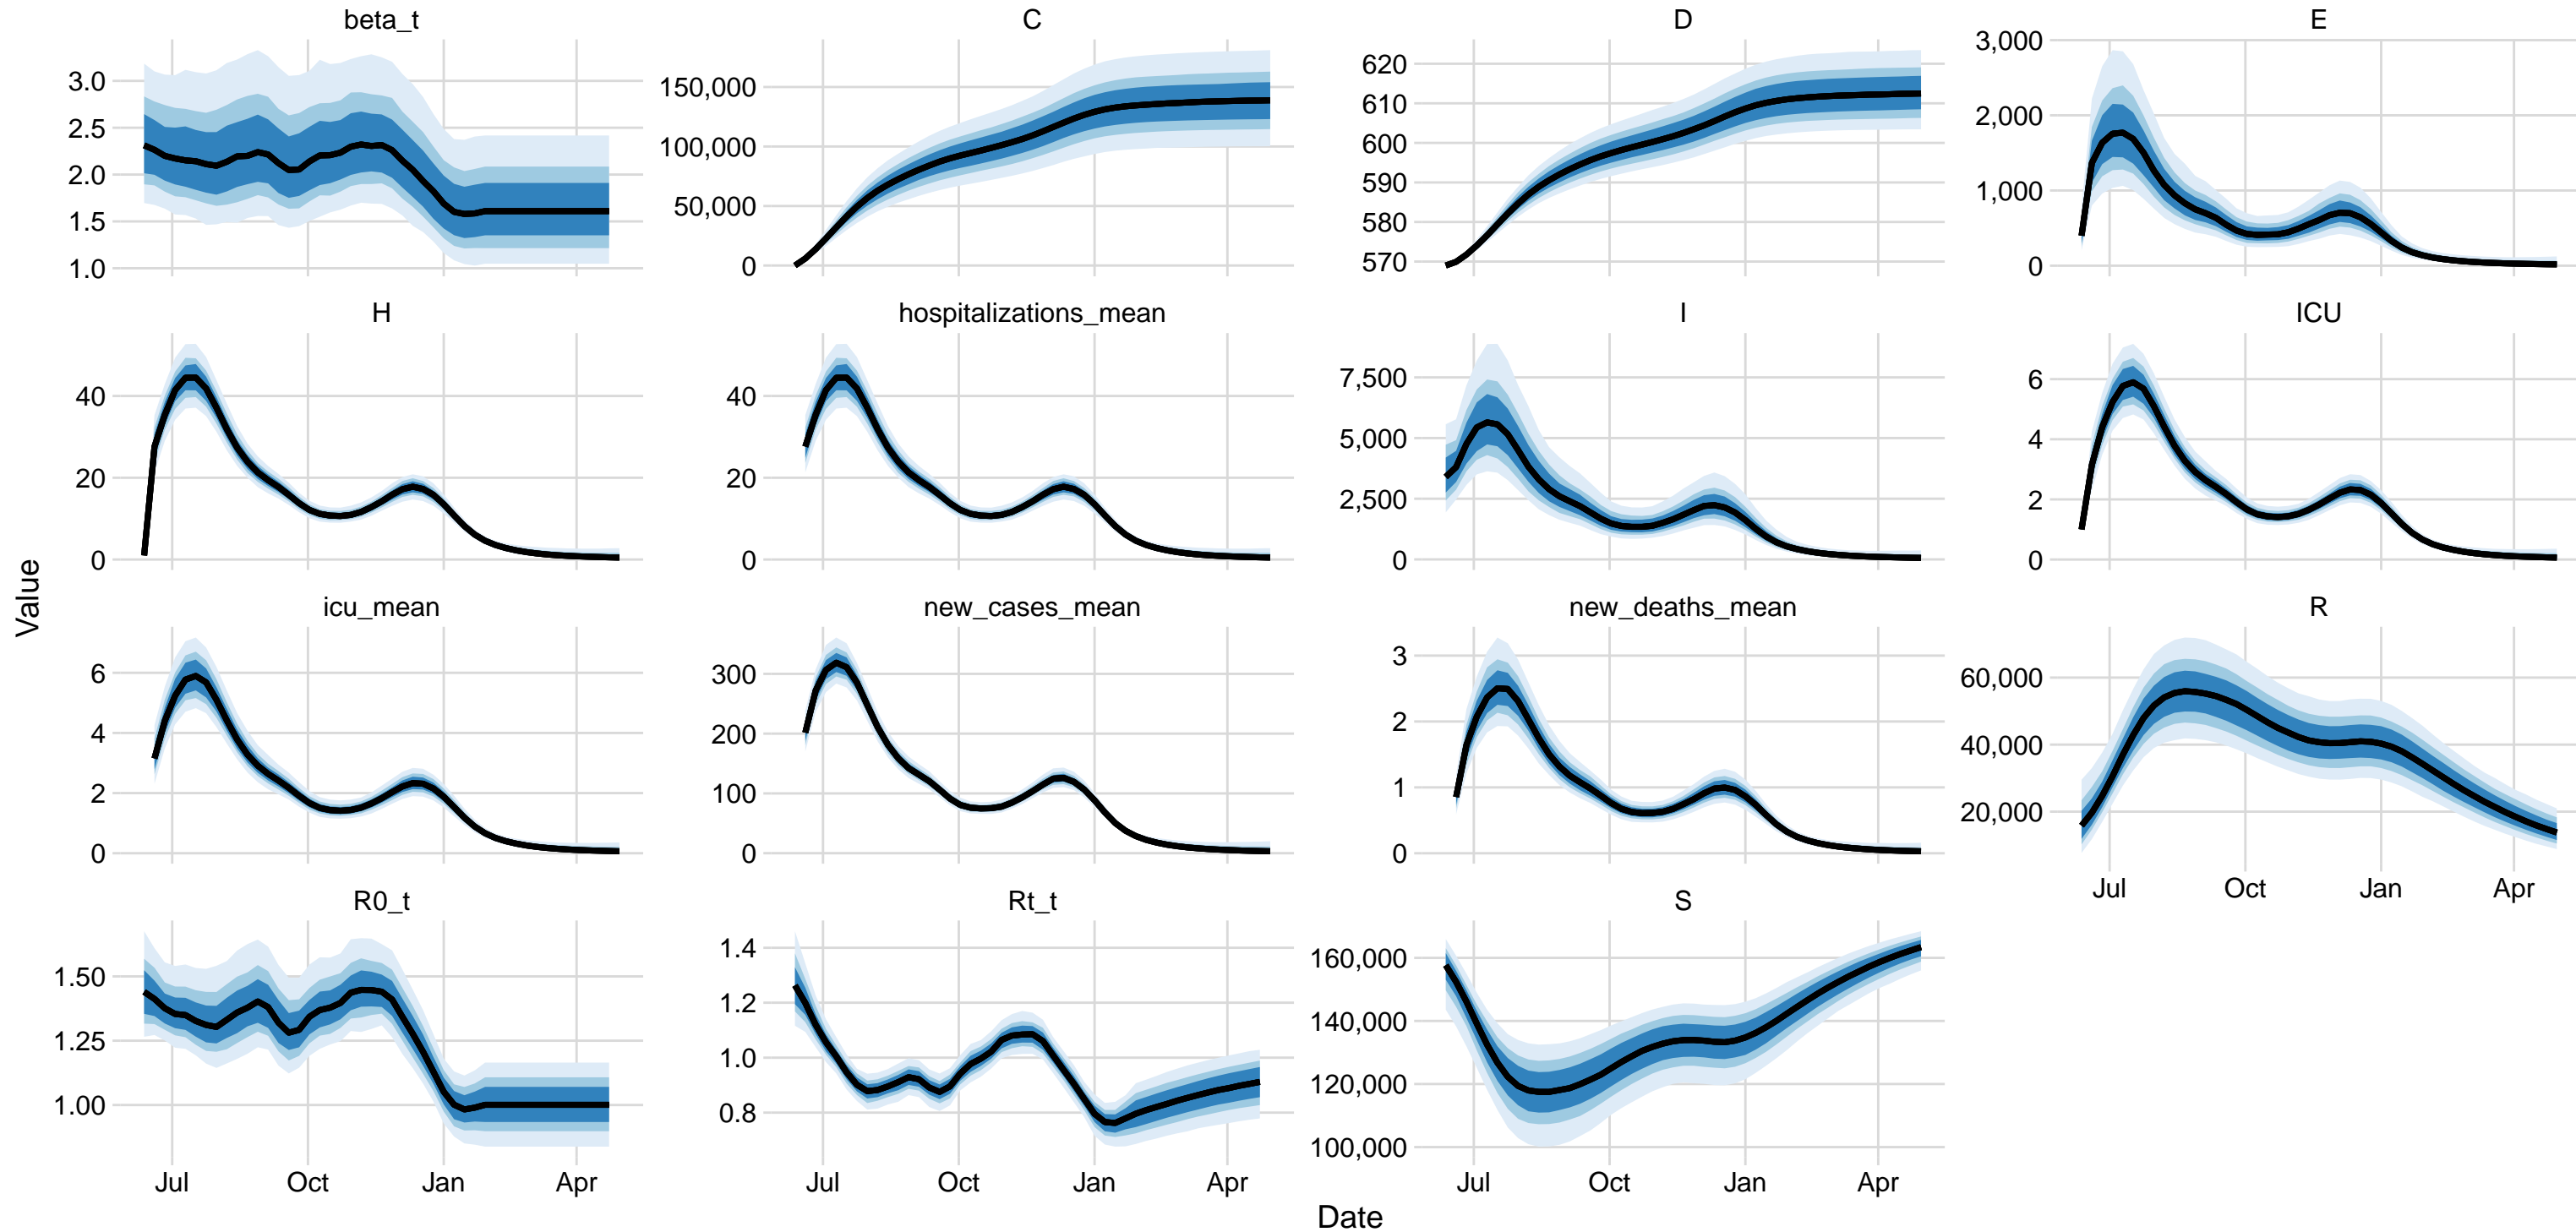 beta_t
C
D
E
3.0
2.5
2.0
1.5
1.0
150,000
100,000
50,000
0
620
610
600
590
580
570
3,000
2,000
1,000
0
H
hospitalizations_mean
I
ICU
40
20
0
40
20
0
7,500
5,000
2,500
0
6
4
2
0
Value
icu_mean
new_cases_mean
new_deaths_mean
R
6
4
2
0
300
200
100
0
3
2
1
0
60,000
40,000
20,000
Jul Oct Jan Apr
R0_t
Rt_t
S
1.50
1.25
1.00
1.4
1.2
1.0
0.8
160,000
140,000
120,000
100,000
Jul Oct Jan Apr
Jul Oct Jan Apr
Jul Oct Jan Apr
Date